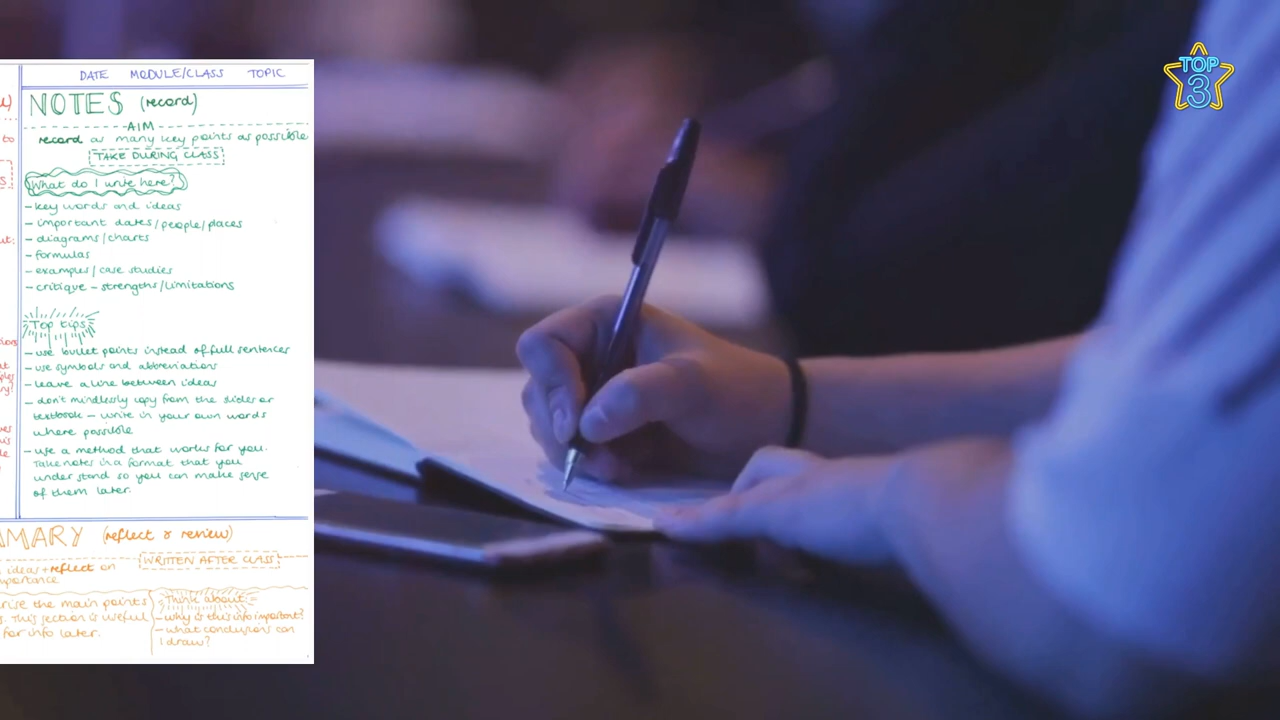 DATE MODULE/CLASS TOPIC
NOTES (record)
to
AIM
record as many key points as possible
TAKE DURING CLASS
What do I write here?
- key words and ideas
- important dates/people/places
- diagrams/charts
- formulas
- examples/case studies
- critique - strengths/limitations
Top tips
- use bullet points instead of full sentences
- use symbols and abbreviations
- leave a line between ideas
- don't mindlessly copy from the slides or
textbook - write in your own words
where possible
- use a method that works for you.
Take notes in a format that you
understand so you can make sense
of them later.
MARY (reflect & review)
WRITTEN AFTER CLASS
ideas + reflect on
mportance
rise the main points
s. This section is useful
for info later.
Think about:
- why is this info important?
- what conclusions can
I draw?
TOP
3